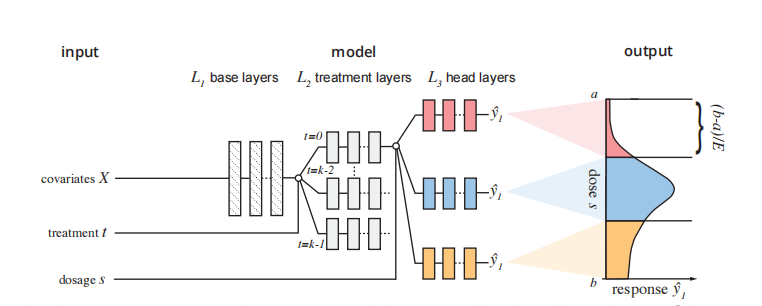 input
model
output
L₁ base layers
L₂ treatment layers
L₃ head layers
covariates X
treatment t
dosage s
t=0
t=k-2
t=k-1
ŷ₁
ŷ₁
ŷ₁
a
(b-a)/E
dose s
b
response ŷ₁